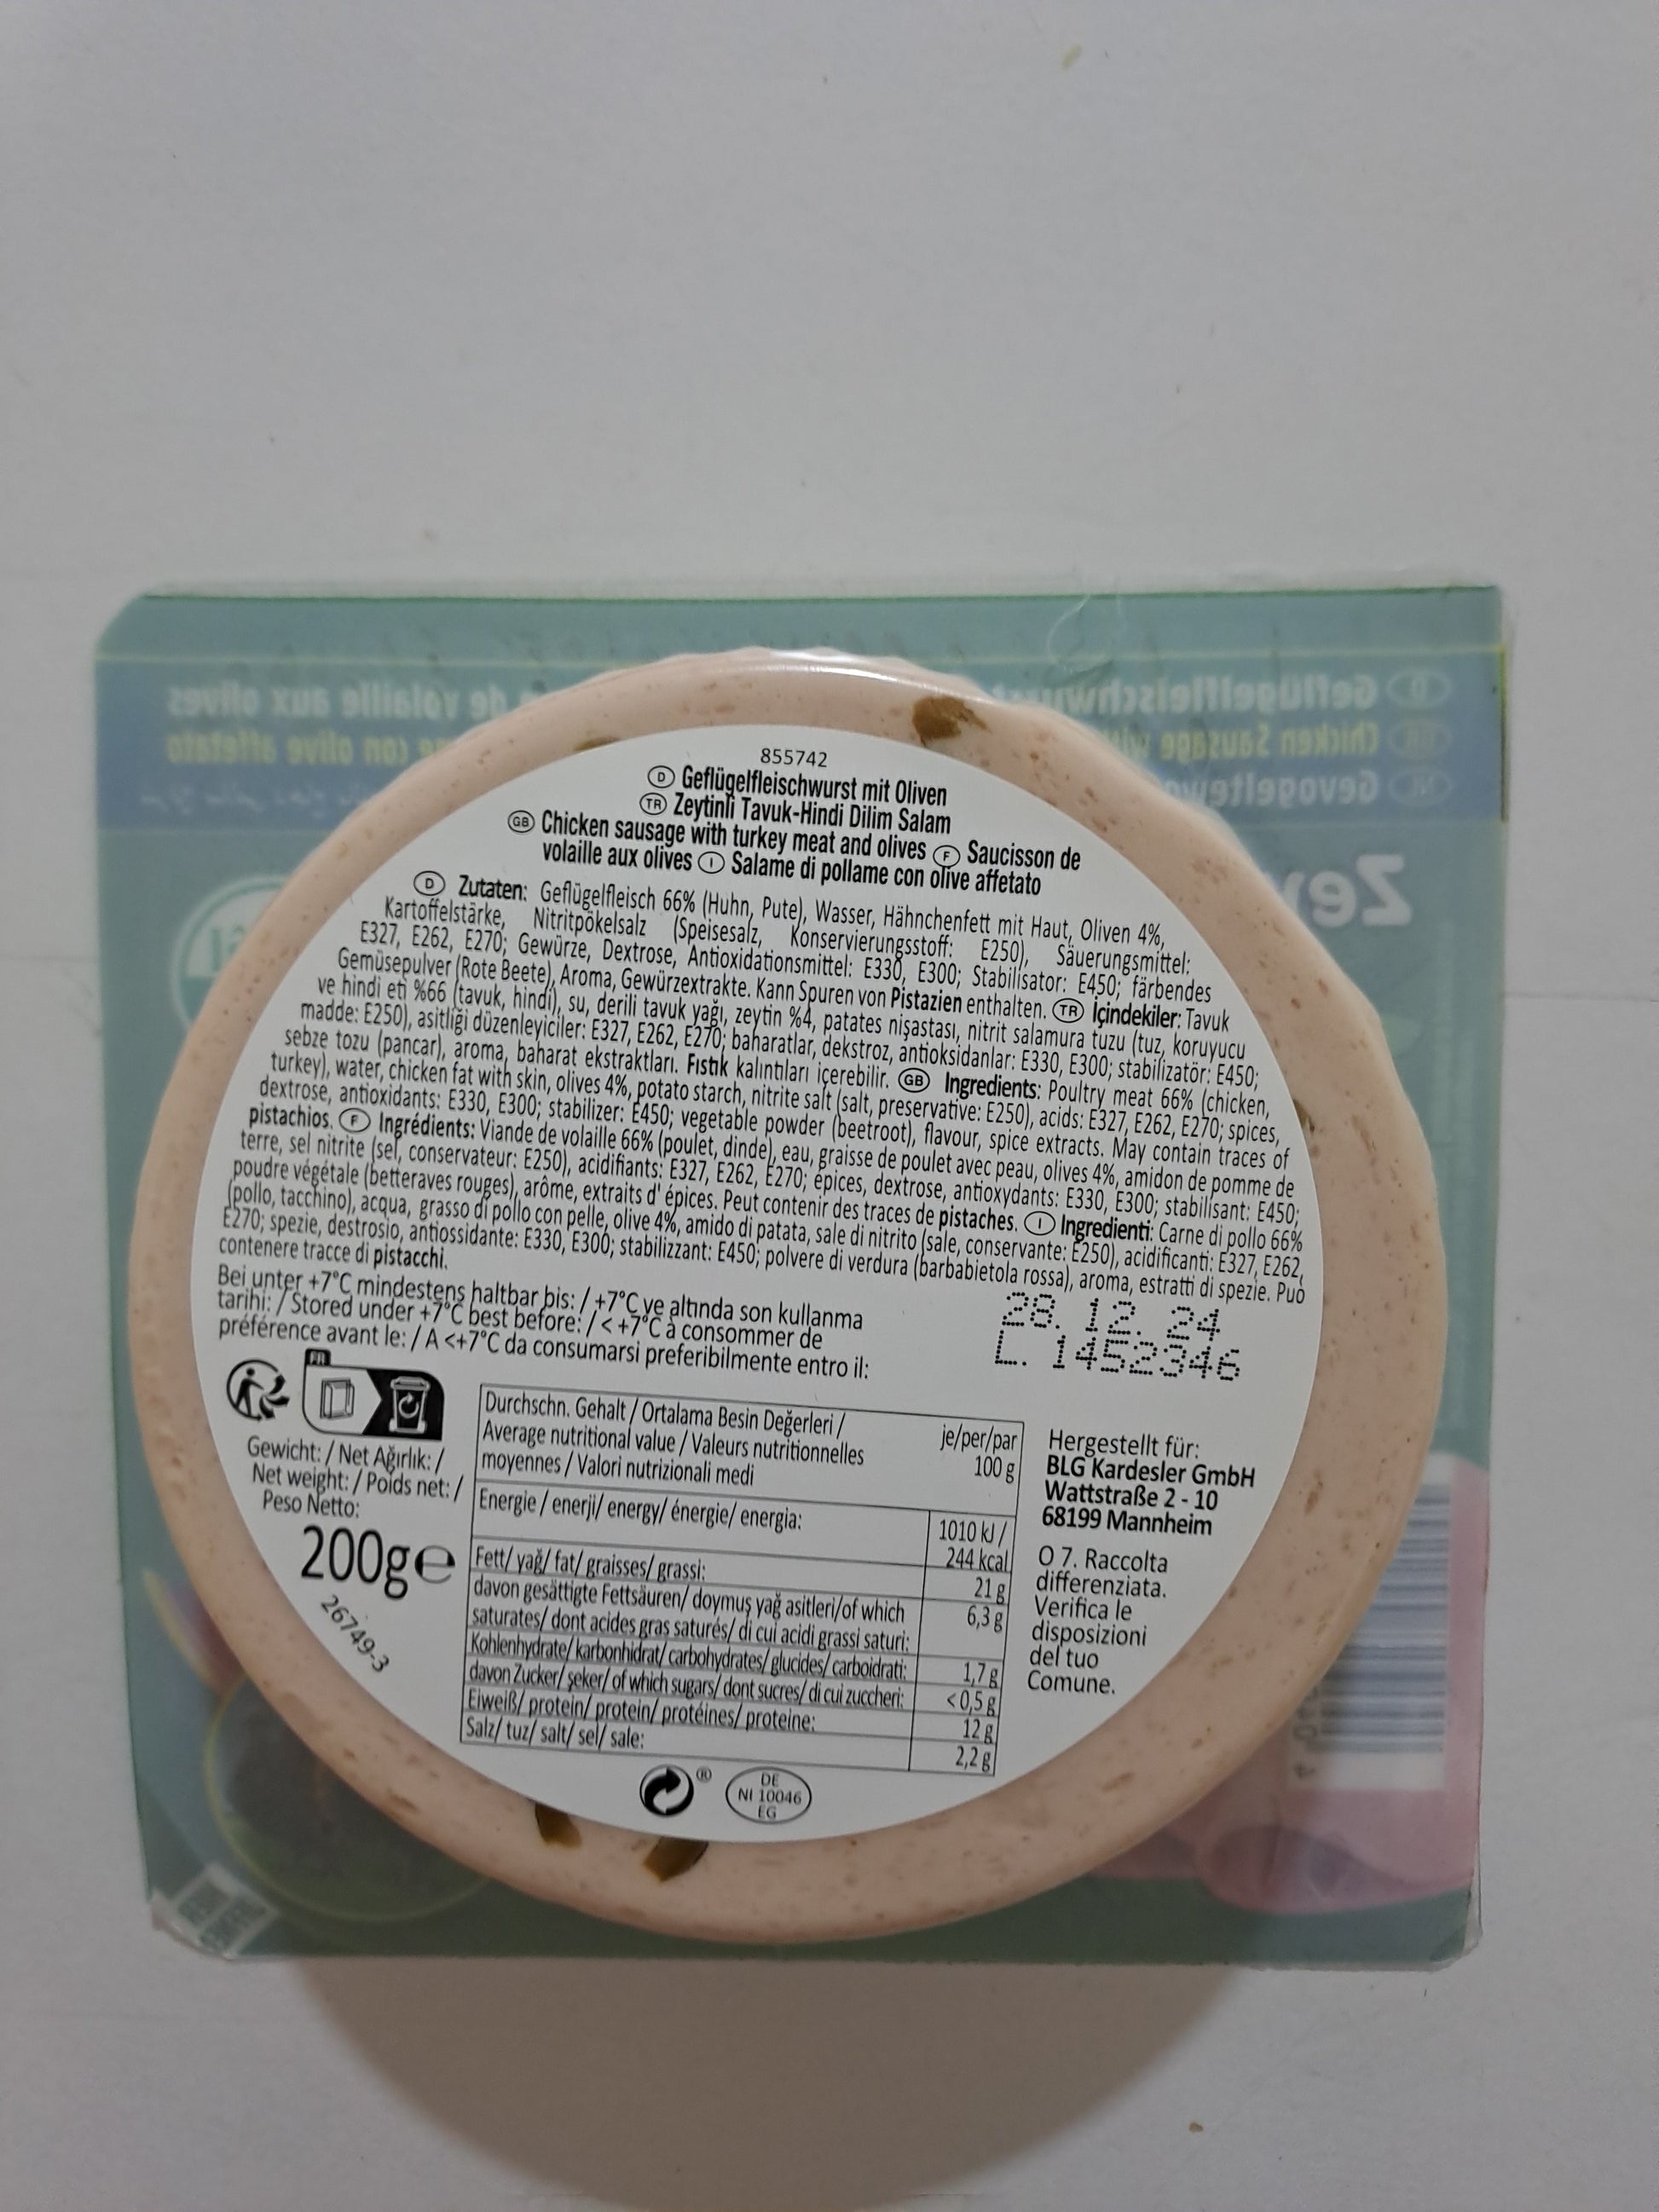 855742
D Geflügelfleischwurst mit Oliven
TR Zeytinli Tavuk-Hindi Dilim Salam
GB Chicken sausage with turkey meat and olives F Saucisson de
volaille aux olives I Salame di pollame con olive affetato
D Zutaten: Geflügelfleisch 66% (Huhn, Pute), Wasser, Hähnchenfett mit Haut, Oliven 4%,
Kartoffelstärke, Nitritpökelsalz (Speisesalz, Konservierungsstoff: E250), Säuerungsmittel:
E327, E262, E270; Gewürze, Dextrose, Antioxidationsmittel: E330, E300; Stabilisator: E450; färbendes
Gemüsepulver (Rote Beete), Aroma, Gewürzextrakte. Kann Spuren von Pistazien enthalten. TR İçindekiler: Tavuk
ve hindi eti %66 (tavuk, hindi), su, derili tavuk yağı, zeytin %4, patates nişastası, nitrit salamura tuzu (tuz, koruyucu
madde: E250), asitliği düzenleyiciler: E327, E262, E270; baharatlar, dekstroz, antioksidanlar: E330, E300; stabilizatör: E450;
sebze tozu (pancar), aroma, baharat ekstraktları. Fıstık kalıntıları içerebilir. GB Ingredients: Poultry meat 66% (chicken,
turkey), water, chicken fat with skin, olives 4%, potato starch, nitrite salt (salt, preservative: E250), acids: E327, E262, E270; spices,
dextrose, antioxidants: E330, E300; stabilizer: E450; vegetable powder (beetroot), flavour, spice extracts. May contain traces of
pistachios. F Ingrédients: Viande de volaille 66% (poulet, dinde), eau, graisse de poulet avec peau, olives 4%, amidon de pomme de
terre, sel nitrite (sel, conservateur: E250), acidifiants: E327, E262, E270; épices, dextrose, antioxydants: E330, E300; stabilisant: E450;
poudre végétale (betteraves rouges), arôme, extraits d' épices. Peut contenir des traces de pistaches. I Ingredienti: Carne di pollo 66%
(pollo, tacchino), acqua, grasso di pollo con pelle, olive 4%, amido di patata, sale di nitrito (sale, conservante: E250), acidificanti: E327, E262,
E270; spezie, destrosio, antiossidante: E330, E300; stabilizzant: E450; polvere di verdura (barbabietola rossa), aroma, estratti di spezie. Può
contenere tracce di pistacchi.
Bei unter +7°C mindestens haltbar bis: / +7°C ve altında son kullanma
tarihi: / Stored under +7°C best before: / < +7°C à consommer de
préférence avant le: / A <+7°C da consumarsi preferibilmente entro il:
28. 12. 24
L. 1452346
FR
Gewicht: / Net Ağırlık: /
Net weight: / Poids net: /
Peso Netto:
200g e
26749-3
Durchschn. Gehalt / Ortalama Besin Değerleri /
Average nutritional value / Valeurs nutritionnelles
moyennes / Valori nutrizionali medi
je/per/par
100 g
Energie / enerji/ energy/ énergie/ energia:
1010 kJ /
244 kcal
Fett/ yağ/ fat/ graisses/ grassi:
21 g
davon gesättigte Fettsäuren/ doymuş yağ asitleri/of which
saturates/ dont acides gras saturés/ di cui acidi grassi saturi:
6,3 g
Kohlenhydrate/ karbonhidrat/ carbohydrates/ glucides/ carboidrati:
1,7 g
davon Zucker/ şeker/ of which sugars/ dont sucres/ di cui zuccheri:
<0,5 g
Eiweiß/ protein/ protein/ protéines/ proteine:
12 g
Salz/ tuz/ salt/ sel/ sale:
2,2 g
Hergestellt für:
BLG Kardesler GmbH
Wattstraße 2 - 10
68199 Mannheim
O 7. Raccolta
differenziata.
Verifica le
disposizioni
del tuo
Comune.
®
DE
NI 10046
EG
D Geflügelfleischwurst
GB Chicken Sausage
NL Gevogelte
de volaille aux olives
con olive affetato